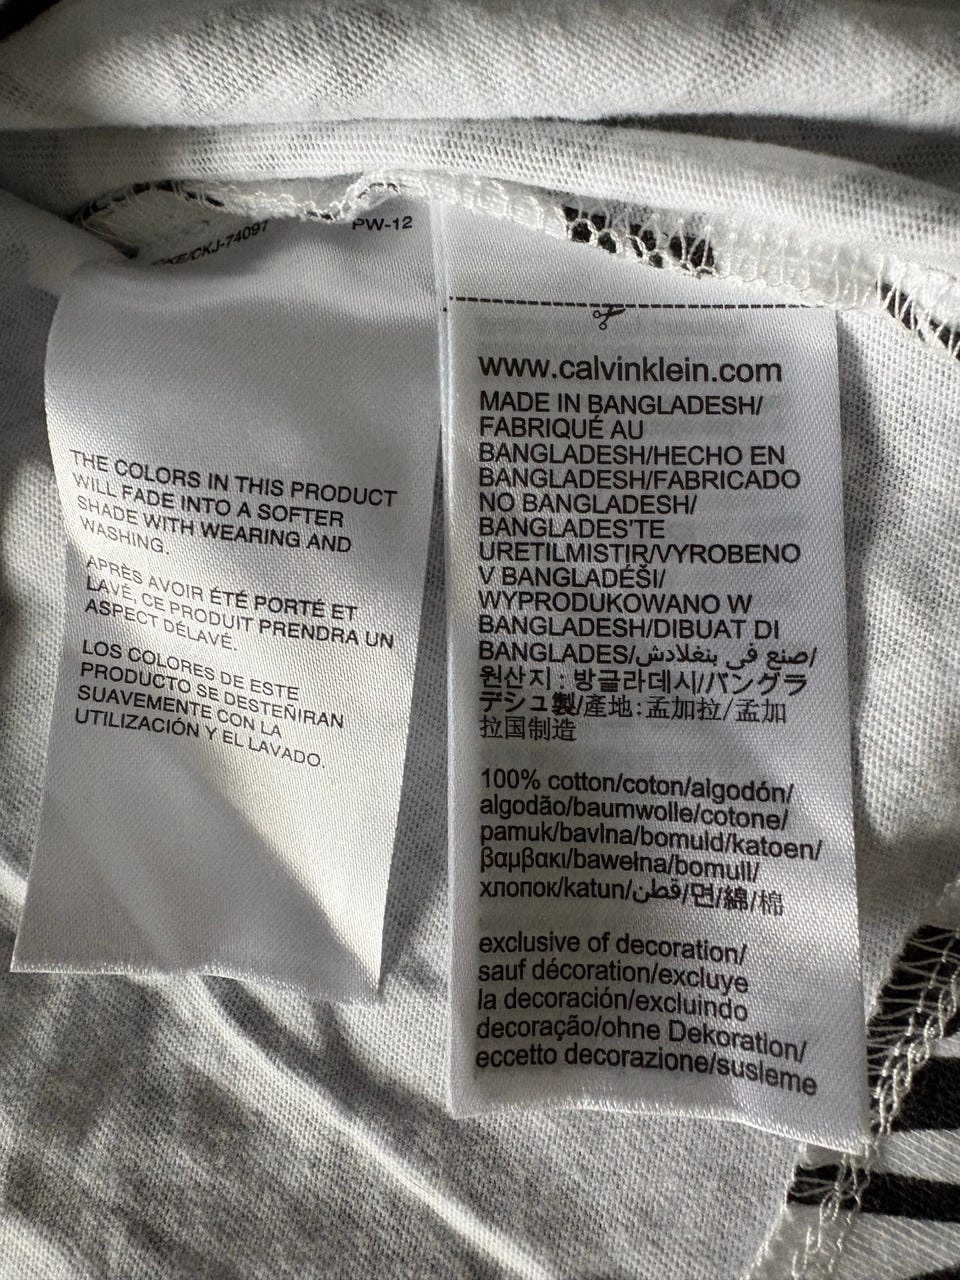 CKJ-74097
PW-12
THE COLORS IN THIS PRODUCT
WILL FADE INTO A SOFTER
SHADE WITH WEARING AND
WASHING.
APRÈS AVOIR ÉTÉ PORTÉ ET
LAVÉ, CE PRODUIT PRENDRA UN
ASPECT DÉLAVÉ.
LOS COLORES DE ESTE
PRODUCTO SE DESTEÑIRAN
SUAVEMENTE CON LA
UTILIZACIÓN Y EL LAVADO.
www.calvinklein.com
MADE IN BANGLADESH/
FABRIQUÉ AU
BANGLADESH/HECHO EN
BANGLADESH/FABRICADO
NO BANGLADESH/
BANGLADES'TE
URETILMISTIR/VYROBENO
V BANGLADÉŠI/
WYPRODUKOWANO W
BANGLADESH/DIBUAT DI
BANGLADES/صنع في بنغلادش/
원산지 : 방글라데시//バングラ
デシュ製/產地:孟加拉/孟加
拉国制造
100% cotton/coton/algodón/
algodão/baumwolle/cotone/
pamuk/bavlna/bomuld/katoen/
βαμβακι/bawełna/bomull/
хлопок/katun/قطن/면/綿/棉
exclusive of decoration/
sauf décoration/excluye
la decoración/excluindo
decoração/ohne Dekoration/
eccetto decorazione/susleme